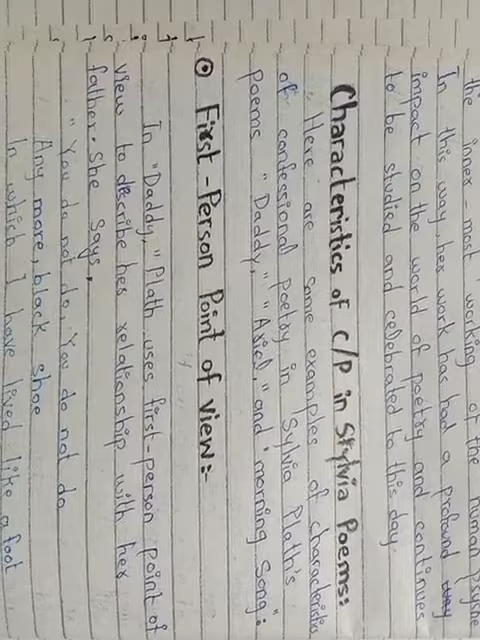 the inner-most working of the human Psyche
In this way, her work has had a profound
impact on the world of poetry and continues
to be studied and celebrated to this day.
Characteristics of C/P in Stylvia Poems:
"Here are some examples of characteristic
of confessional poetry in Sylvia Plath's
poems "Daddy," "Ariel," and "morning Song":
First-Person Point of view:-
In "Daddy," Plath uses first-person point of
view to describe her relationship with her
father. She says,
"You do not do, You do not do
Any more, black shoe
In which I have lived like a foot